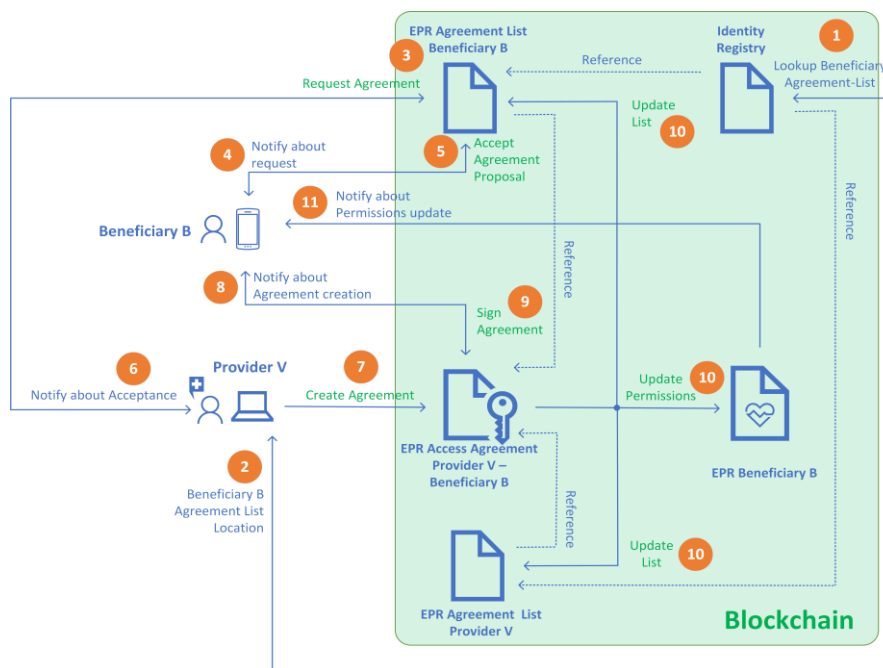 EPR Agreement List
Beneficiary B
Identity
Registry
1
3
Reference
Lookup Beneficiary
Agreement-List
Request Agreement
Update
List
10
4
Notify about
request
5
Accept
Agreement
Proposal
11
Notify about
Permissions update
Reference
Beneficiary B
Reference
8
Notify about
Agreement creation
9
Sign
Agreement
6
Provider V
7
Notify about Acceptance
Create Agreement
Update
Permissions
10
2
EPR Access Agreement
Provider V –
Beneficiary B
EPR Beneficiary B
Beneficiary B
Agreement List
Location
Reference
Update
List
10
EPR Agreement List
Provider V
Blockchain